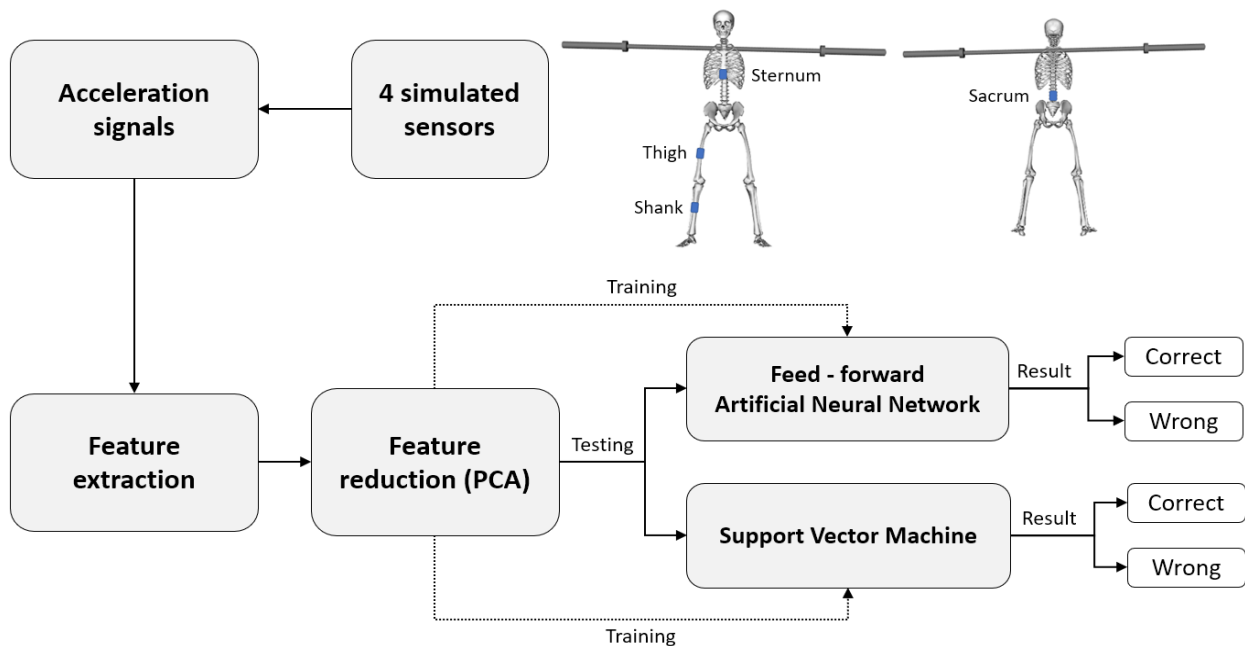 Acceleration
signals
4 simulated
sensors
Sternum
Sacrum
Thigh
Shank
Training
Feed - forward
Artificial Neural Network
Result
Correct
Wrong
Feature
extraction
Feature
reduction (PCA)
Testing
Support Vector Machine
Result
Correct
Wrong
Training